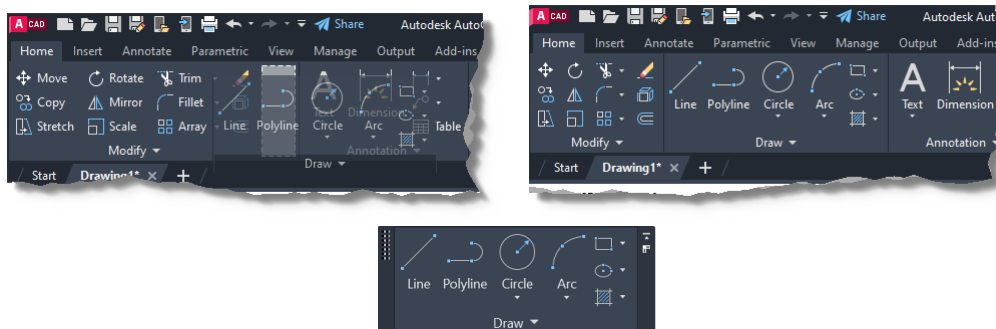 A CAD Share Autodesk Auto
Home Insert Annotate Parametric View Manage Output Add-ins
Move Rotate Trim
Copy Mirror Fillet Text Dimension
Stretch Scale Array Line Polyline Circle Arc Table
Modify Annotation
Draw
Start Drawing1*
A CAD Share Autodesk Aut
Home Insert Annotate Parametric View Manage Output Add-in
Line Polyline Circle Arc Text Dimension
Modify Draw Annotation
Start Drawing1*
Line Polyline Circle Arc
Draw